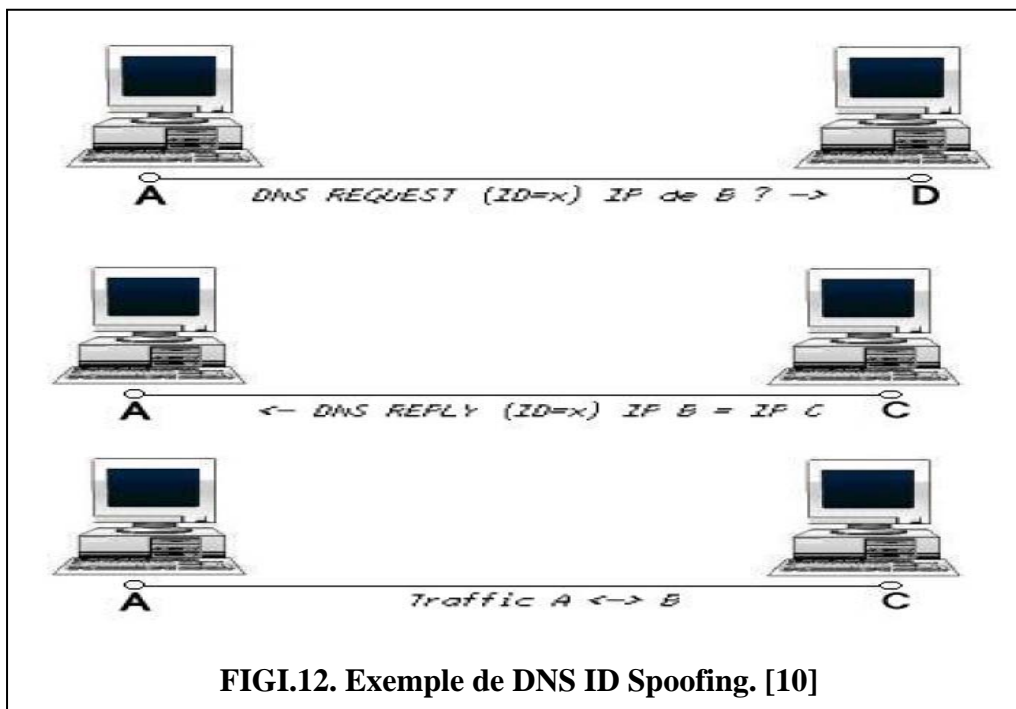 A DNS REQUEST (ID=x) IP de B ? -> D
A <- DNS REPLY (ID=x) IP B = IP C C
A Traffic A <-> B C
FIGI.12. Exemple de DNS ID Spoofing. [10]